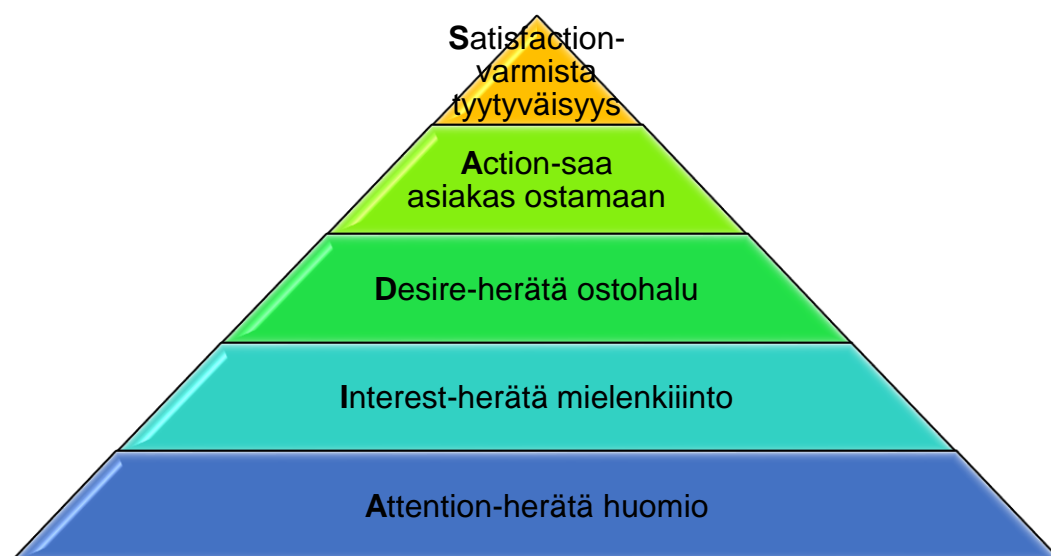 Satisfaction-
varmista
tyytyväisyys
Action-saa
asiakas ostamaan
Desire-herätä ostohalu
Interest-herätä mielenkiiinto
Attention-herätä huomio